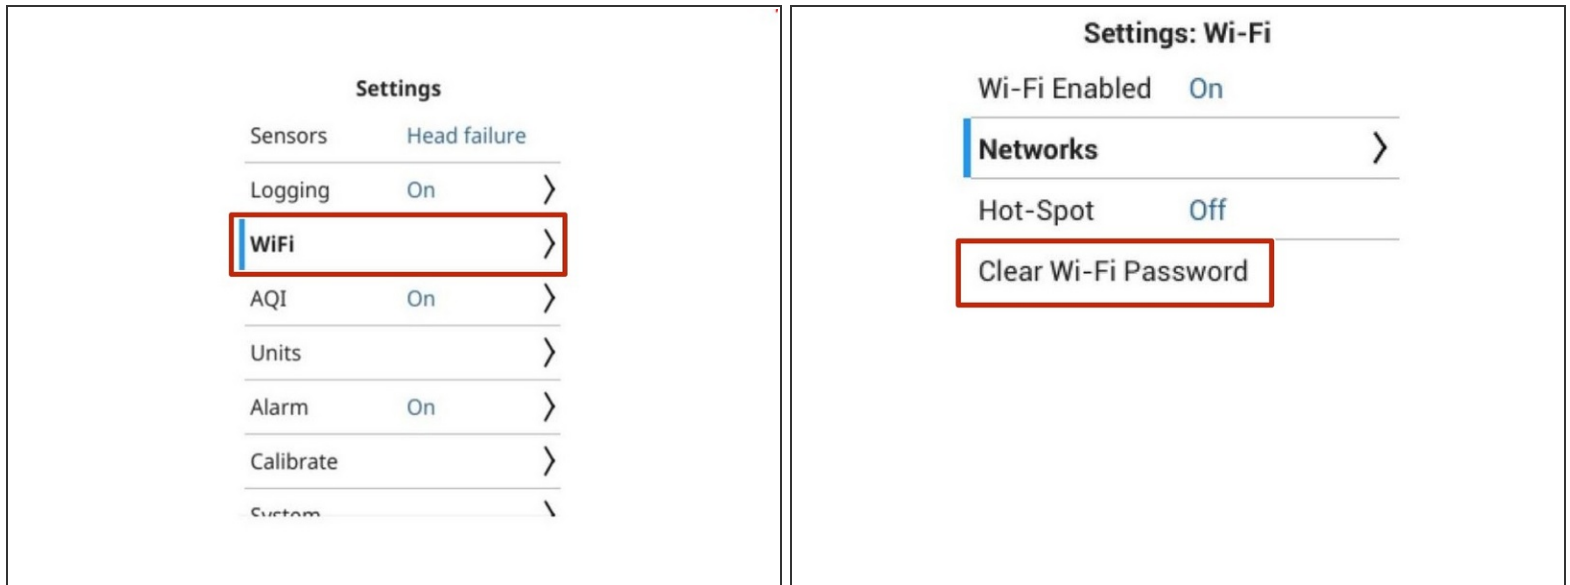 Settings
Sensors Head failure
Logging On
WiFi
AQI On
Units
Alarm On
Calibrate
System
Settings: Wi-Fi
Wi-Fi Enabled On
Networks
Hot-Spot Off
Clear Wi-Fi Password